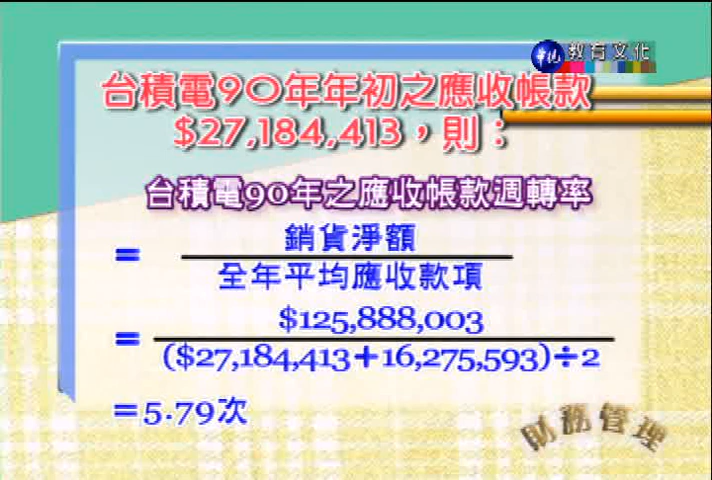 華視 教育文化
台積電90年年初之應收帳款
$27,184,413,則:
台積電90年之應收帳款週轉率
= 銷貨淨額
全年平均應收款項
= $125,888,003
($27,184,413+16,275,593)÷2
=5.79次
財務管理